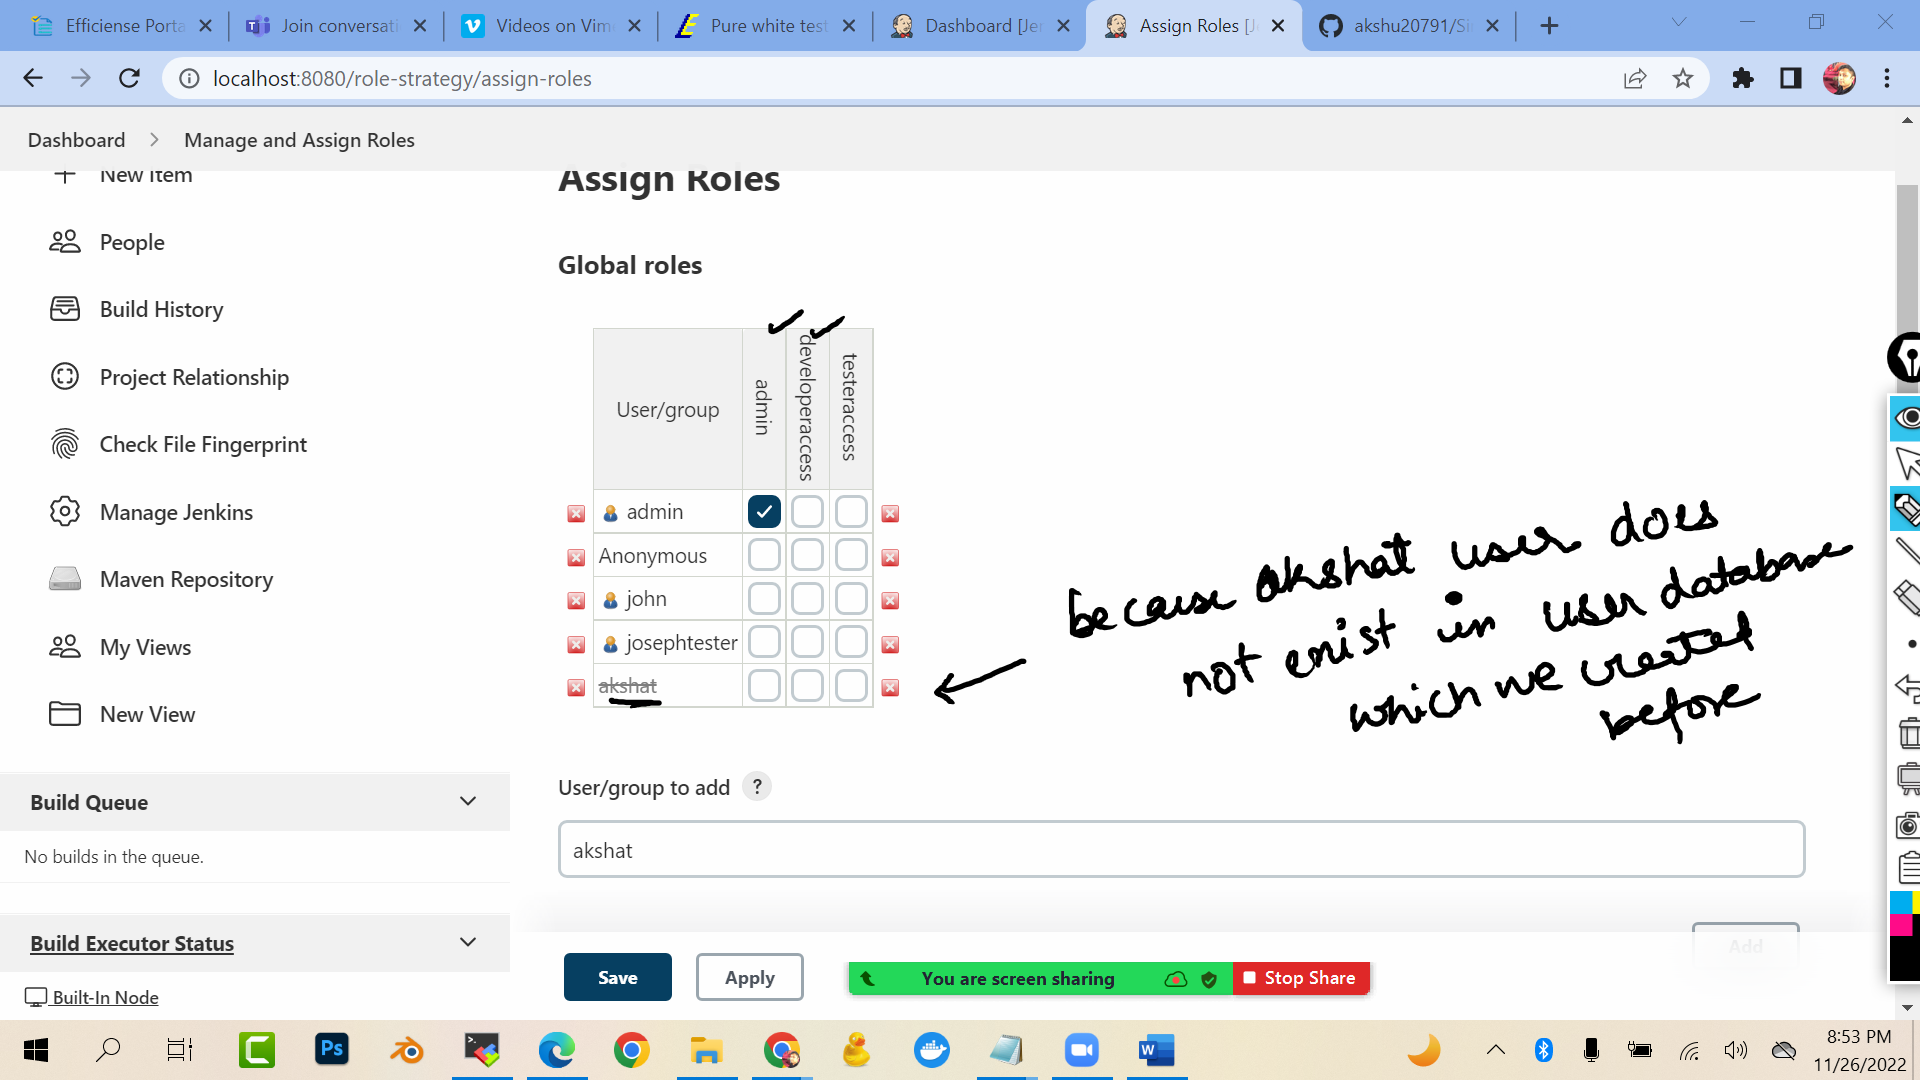 Efficiense Porta
Join conversati
Videos on Vim
Pure white test
Dashboard [Jen
Assign Roles [J
akshu20791/Si
localhost:8080/role-strategy/assign-roles
Dashboard
Manage and Assign Roles
New Item
People
Build History
Project Relationship
Check File Fingerprint
Manage Jenkins
Maven Repository
My Views
New View
Build Queue
No builds in the queue.
Build Executor Status
Built-In Node
Assign Roles
Global roles
User/group admin developeraccess testeraccess
admin
Anonymous
john
josephtester
akshat
because akshat user does
not exist in user database
which we created
before
User/group to add ?
akshat
Add
Save
Apply
You are screen sharing
Stop Share
8:53 PM
11/26/2022